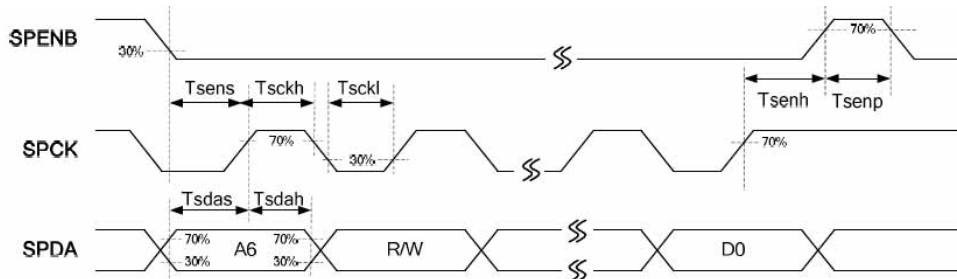 SPENB
30%
70%
Tsens Tsckh Tsckl
Tsenh Tsenp
SPCK
70%
30%
70%
Tsdas Tsdah
SPDA
70% A6 70% R/W D0
30% 30%